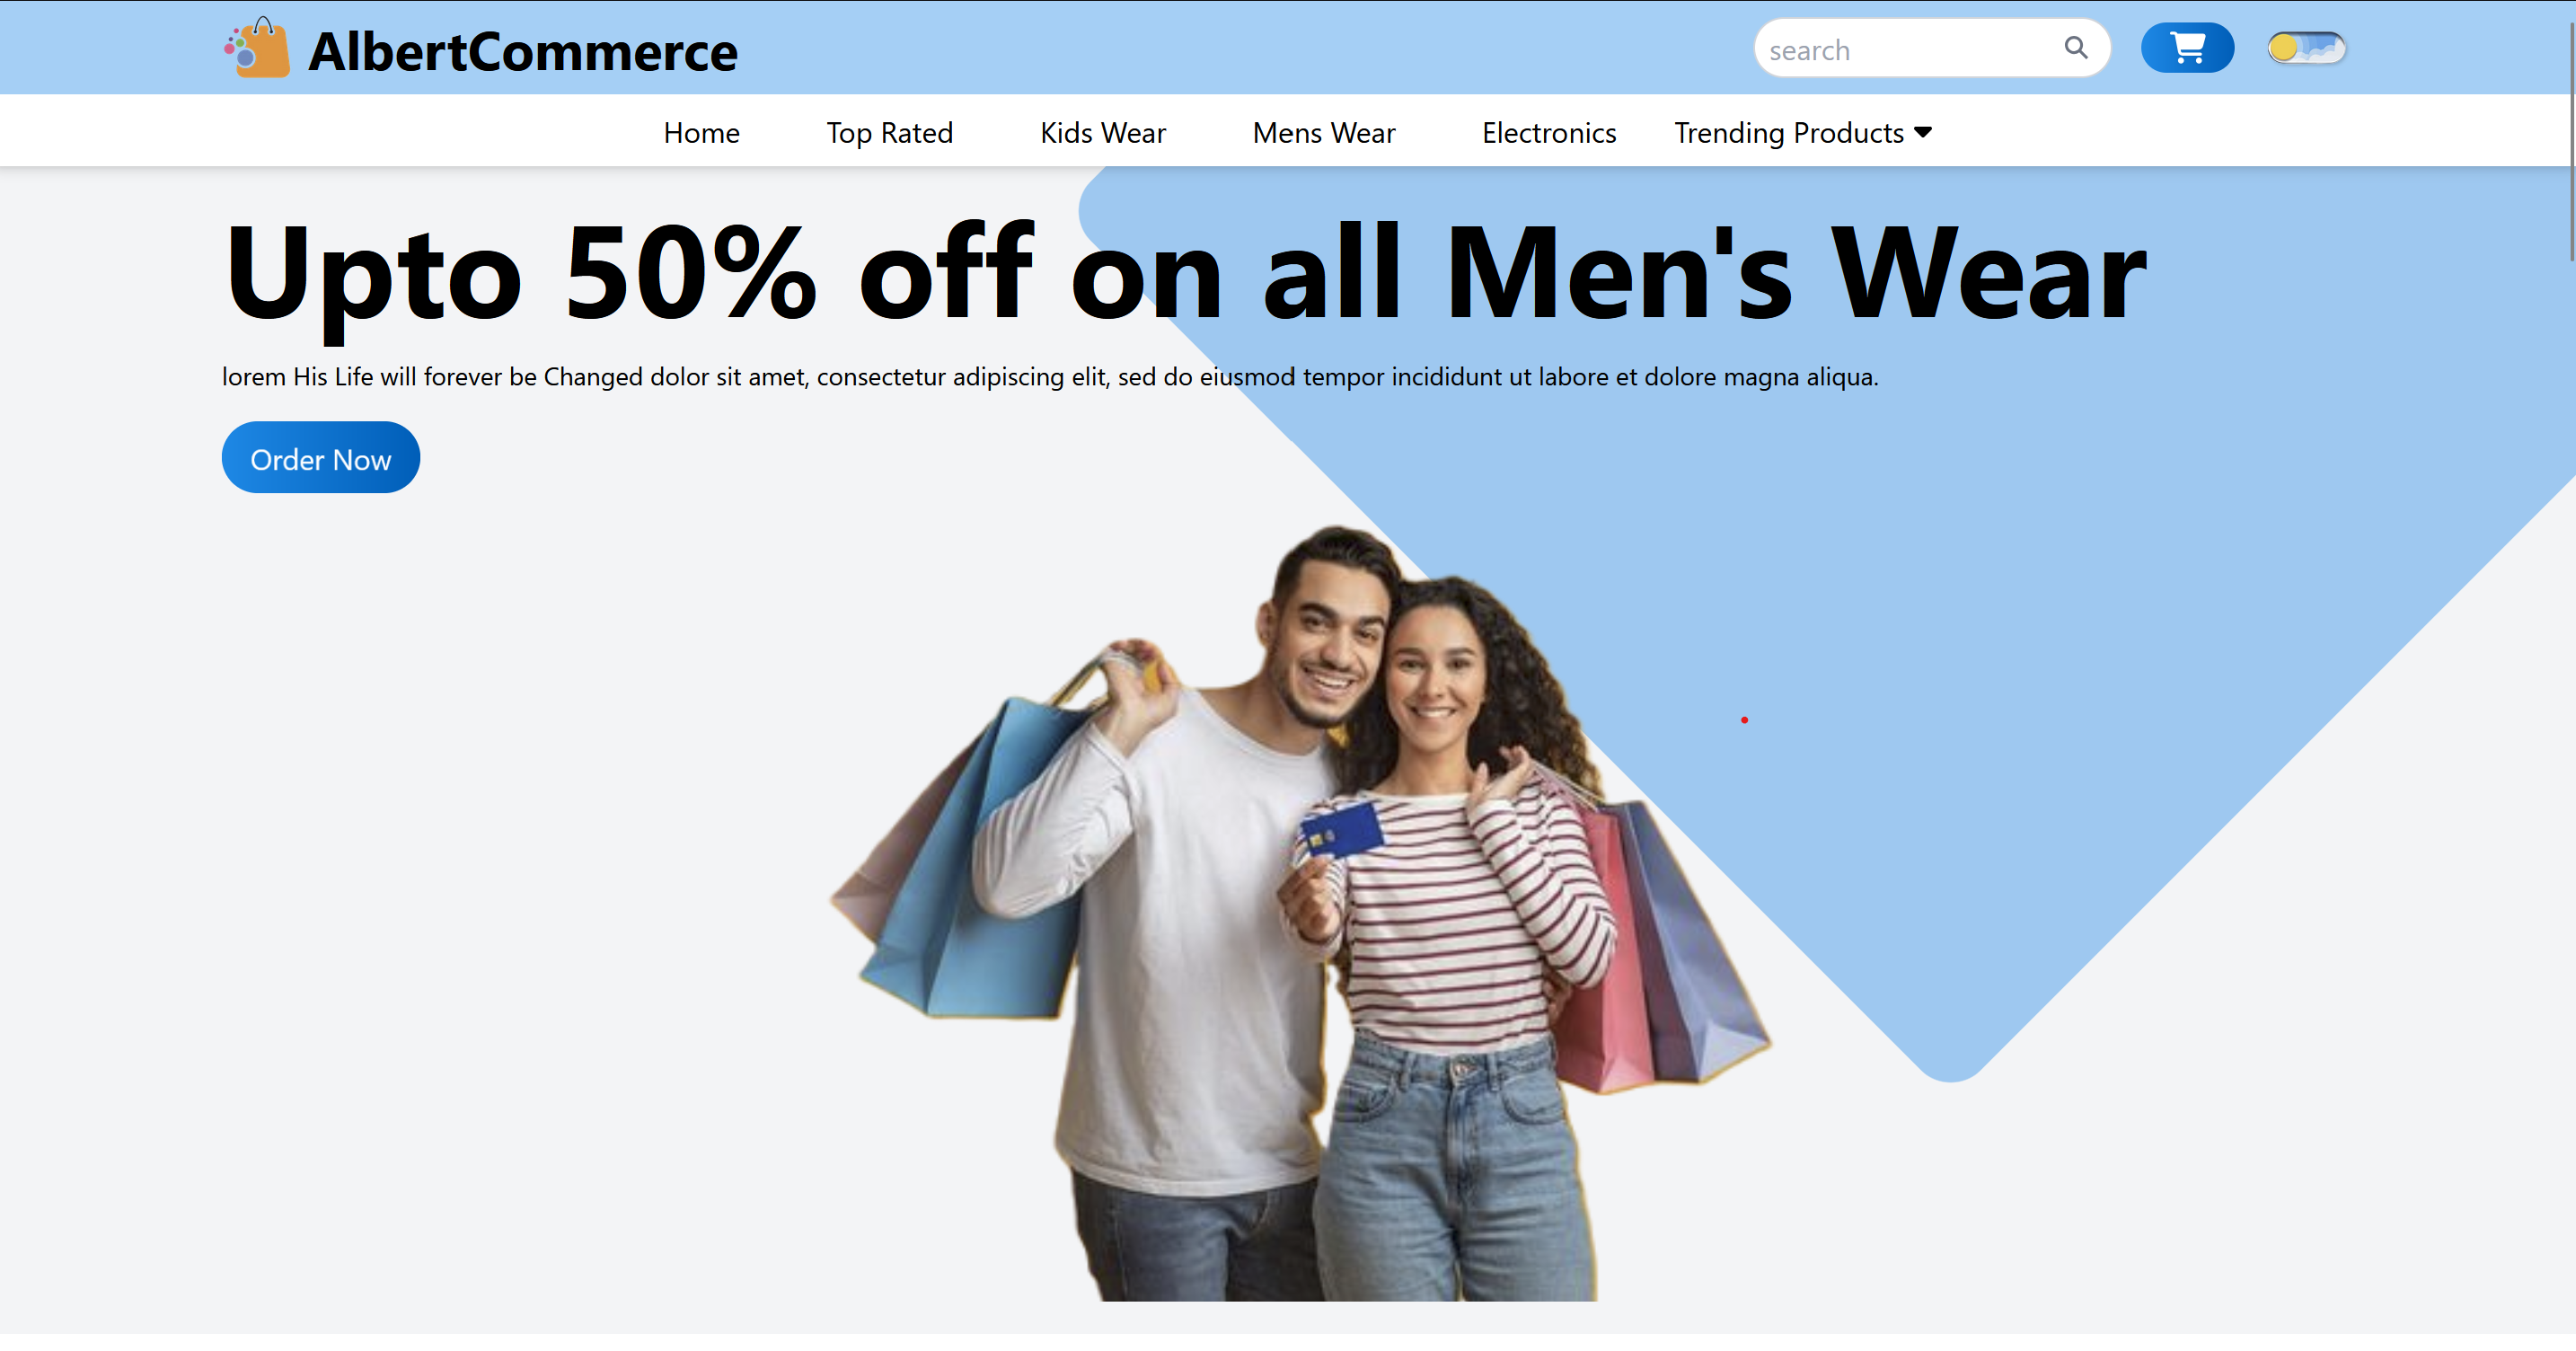 AlbertCommerce
search
Home Top Rated Kids Wear Mens Wear Electronics Trending Products
Upto 50% off on all Men's Wear
lorem His Life will forever be Changed dolor sit amet, consectetur adipiscing elit, sed do eiusmod tempor incididunt ut labore et dolore magna aliqua.
Order Now